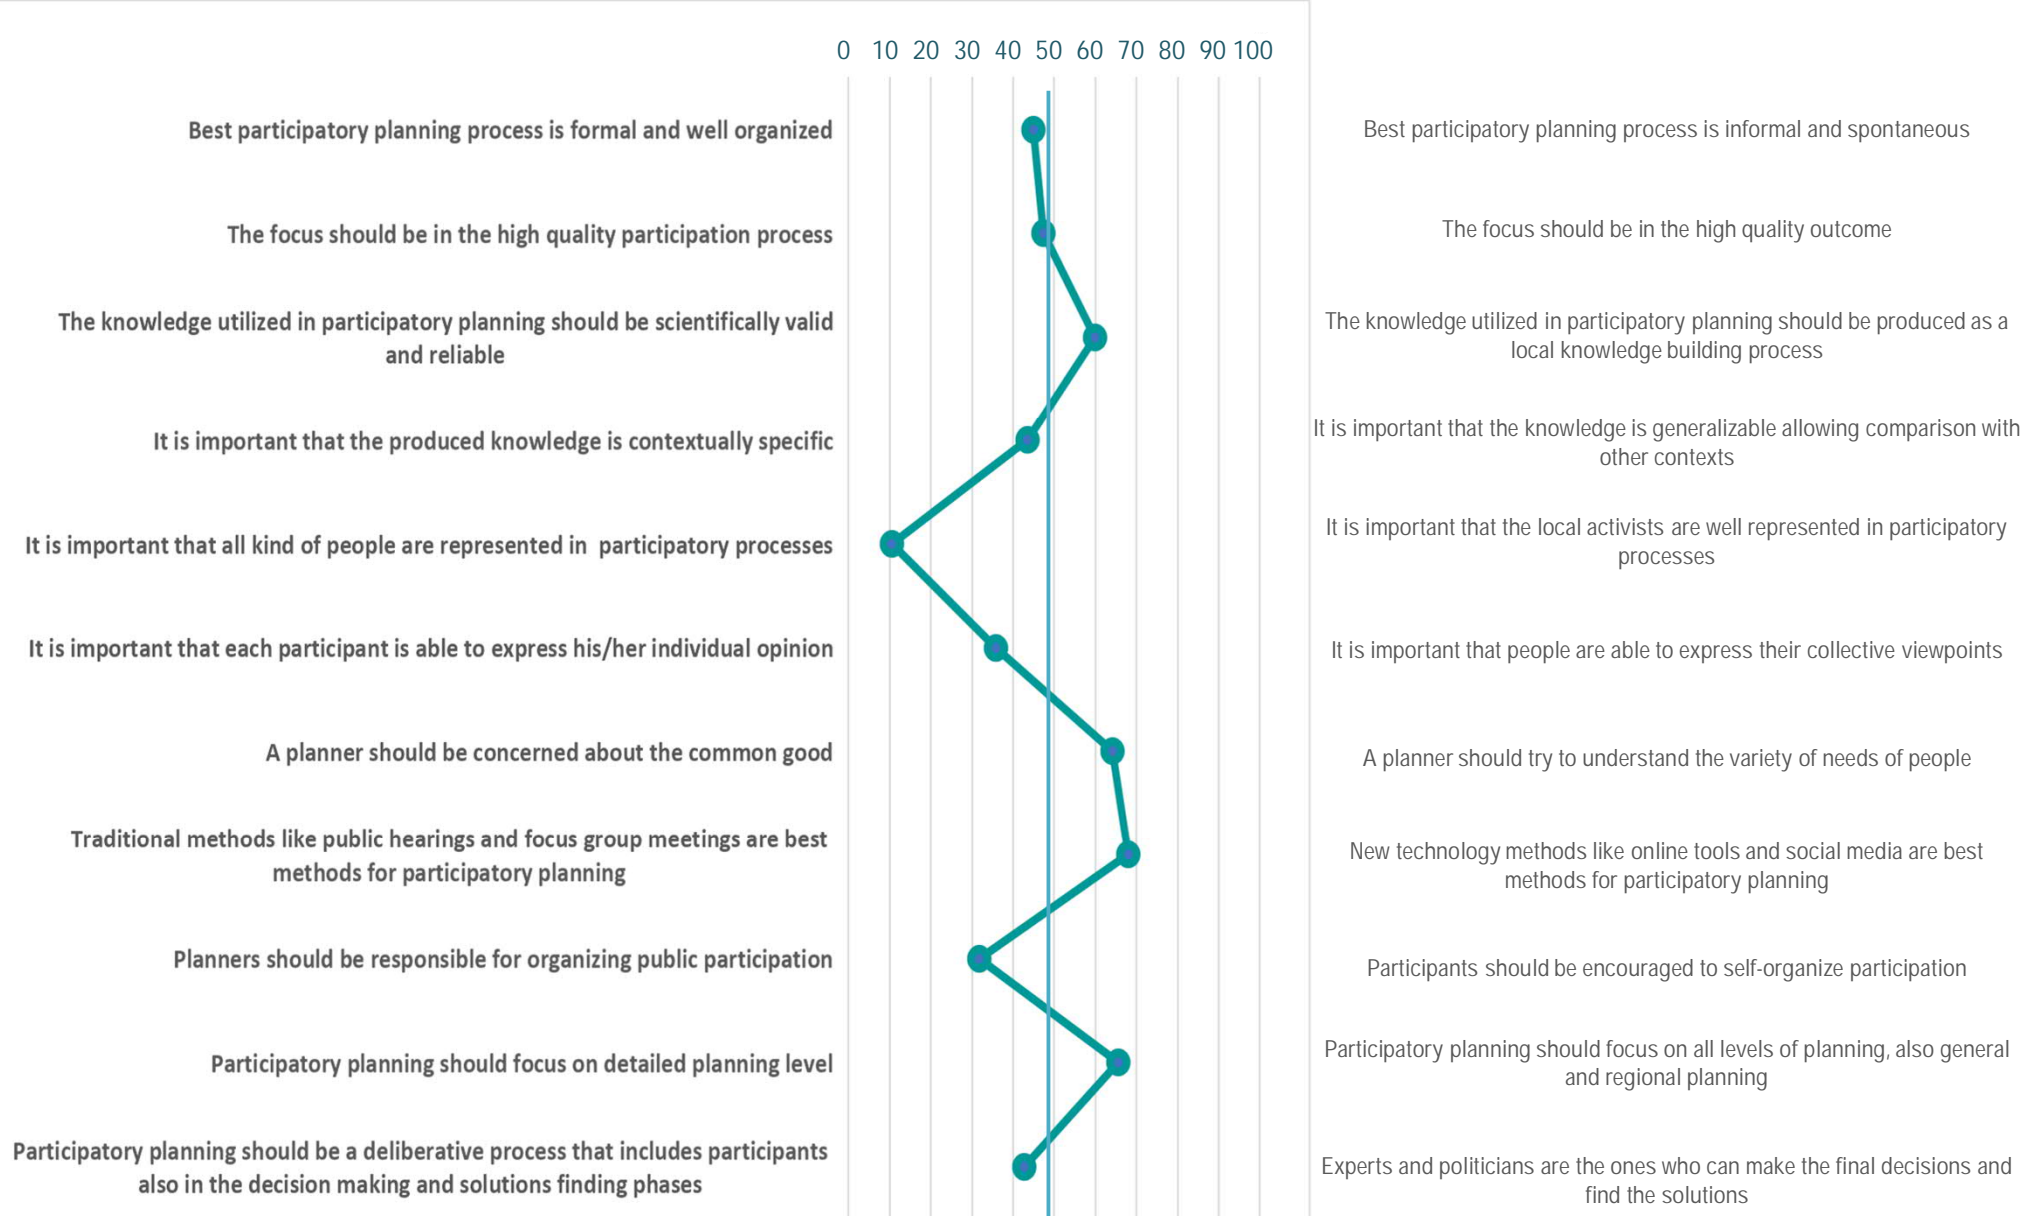 0 10 20 30 40 50 60 70 80 90 100
Best participatory planning process is formal and well organized
Best participatory planning process is informal and spontaneous
The focus should be in the high quality participation process
The focus should be in the high quality outcome
The knowledge utilized in participatory planning should be scientifically valid
and reliable
The knowledge utilized in participatory planning should be produced as a
local knowledge building process
It is important that the produced knowledge is contextually specific
It is important that the knowledge is generalizable allowing comparison with
other contexts
It is important that all kind of people are represented in participatory processes
It is important that the local activists are well represented in participatory
processes
It is important that each participant is able to express his/her individual opinion
It is important that people are able to express their collective viewpoints
A planner should be concerned about the common good
A planner should try to understand the variety of needs of people
Traditional methods like public hearings and focus group meetings are best
methods for participatory planning
New technology methods like online tools and social media are best
methods for participatory planning
Planners should be responsible for organizing public participation
Participants should be encouraged to self-organize participation
Participatory planning should focus on detailed planning level
Participatory planning should focus on all levels of planning, also general
and regional planning
Participatory planning should be a deliberative process that includes participants
also in the decision making and solutions finding phases
Experts and politicians are the ones who can make the final decisions and
find the solutions